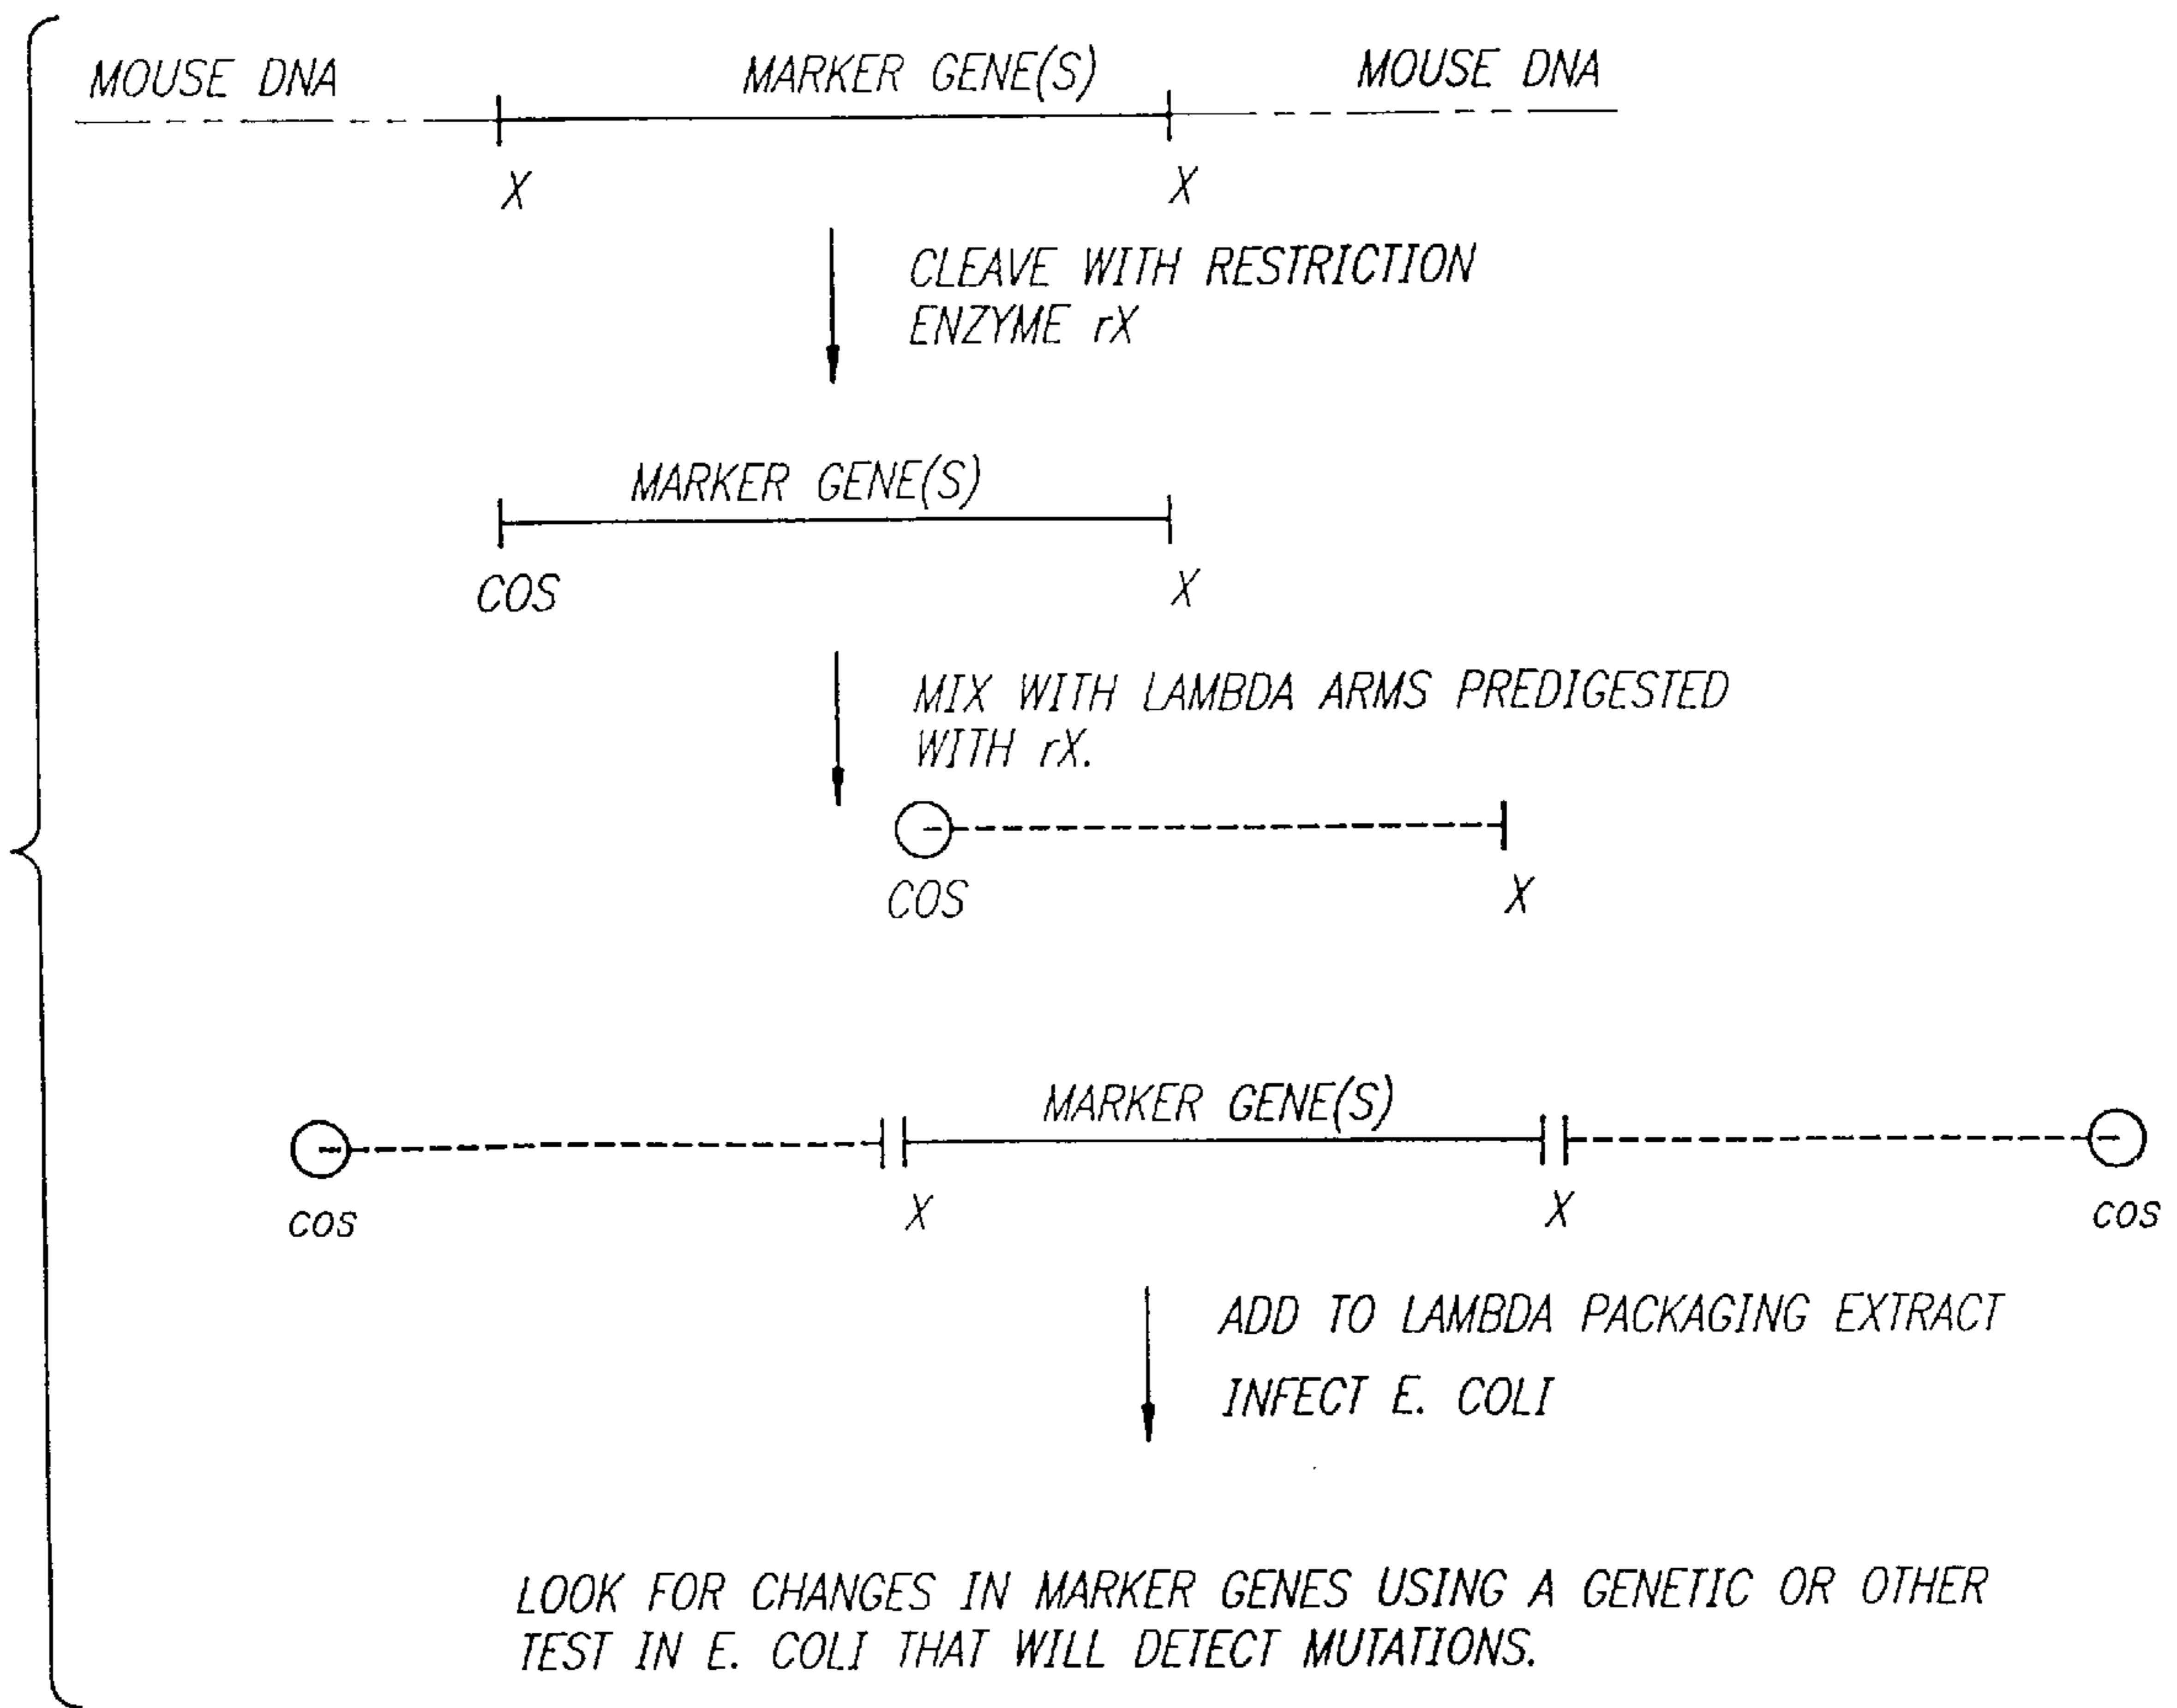 MOUSE DNA MARKER GENE(S) MOUSE DNA
X X
CLEAVE WITH RESTRICTION
ENZYME rX
MARKER GENE(S)
COS X
MIX WITH LAMBDA ARMS PREDIGESTED
WITH rX.
COS X
MARKER GENE(S)
cos X X cos
ADD TO LAMBDA PACKAGING EXTRACT
INFECT E. COLI
LOOK FOR CHANGES IN MARKER GENES USING A GENETIC OR OTHER
TEST IN E. COLI THAT WILL DETECT MUTATIONS.